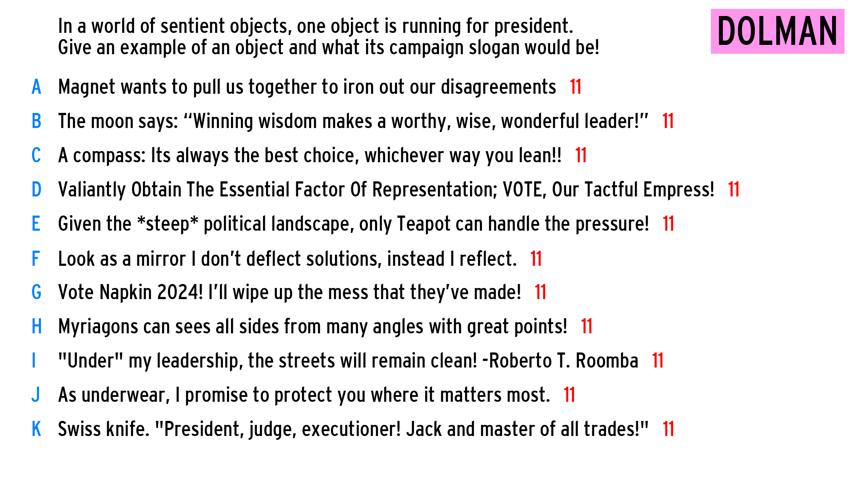 In a world of sentient objects, one object is running for president.
Give an example of an object and what its campaign slogan would be!
DOLMAN
A Magnet wants to pull us together to iron out our disagreements 11
B The moon says: “Winning wisdom makes a worthy, wise, wonderful leader!” 11
C A compass: Its always the best choice, whichever way you lean!! 11
D Valiantly Obtain The Essential Factor Of Representation; VOTE, Our Tactful Empress! 11
E Given the *steep* political landscape, only Teapot can handle the pressure! 11
F Look as a mirror I don’t deflect solutions, instead I reflect. 11
G Vote Napkin 2024! I’ll wipe up the mess that they’ve made! 11
H Myriagons can sees all sides from many angles with great points! 11
I "Under" my leadership, the streets will remain clean! -Roberto T. Roomba 11
J As underwear, I promise to protect you where it matters most. 11
K Swiss knife. "President, judge, executioner! Jack and master of all trades!" 11